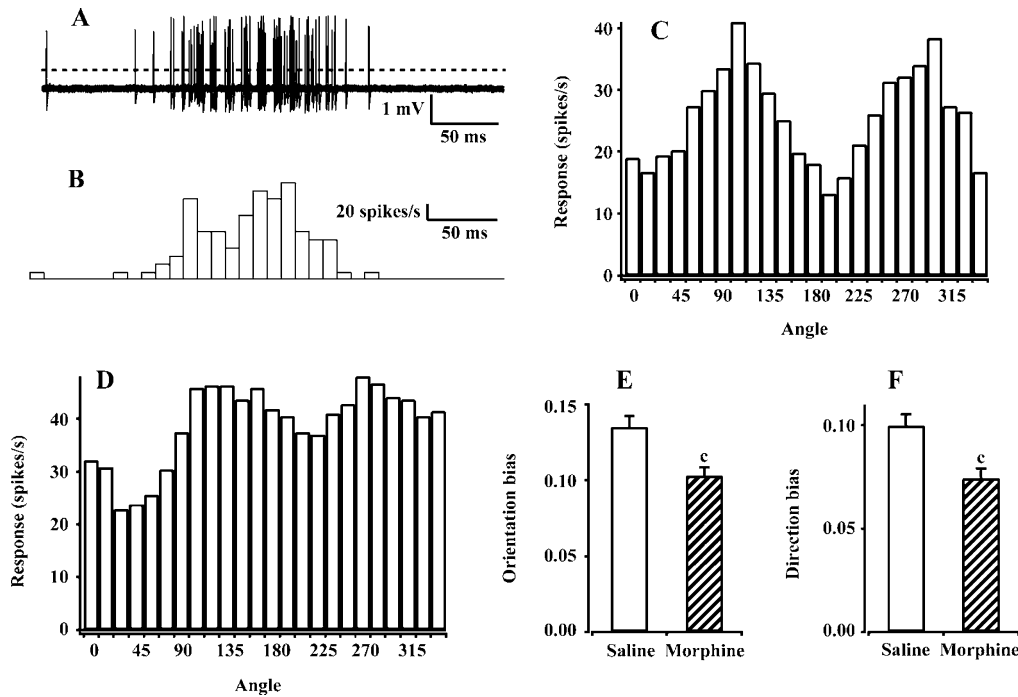 A
1 mV
50 ms
B
20 spikes/s
50 ms
C
Response (spikes/s)
40
30
20
10
0
0 45 90 135 180 225 270 315
Angle
D
Response (spikes/s)
40
30
20
10
0
0 45 90 135 180 225 270 315
Angle
E
Orientation bias
0.15
0.10
0.05
0.00
c
Saline Morphine
F
Direction bias
0.10
0.05
0.00
c
Saline Morphine